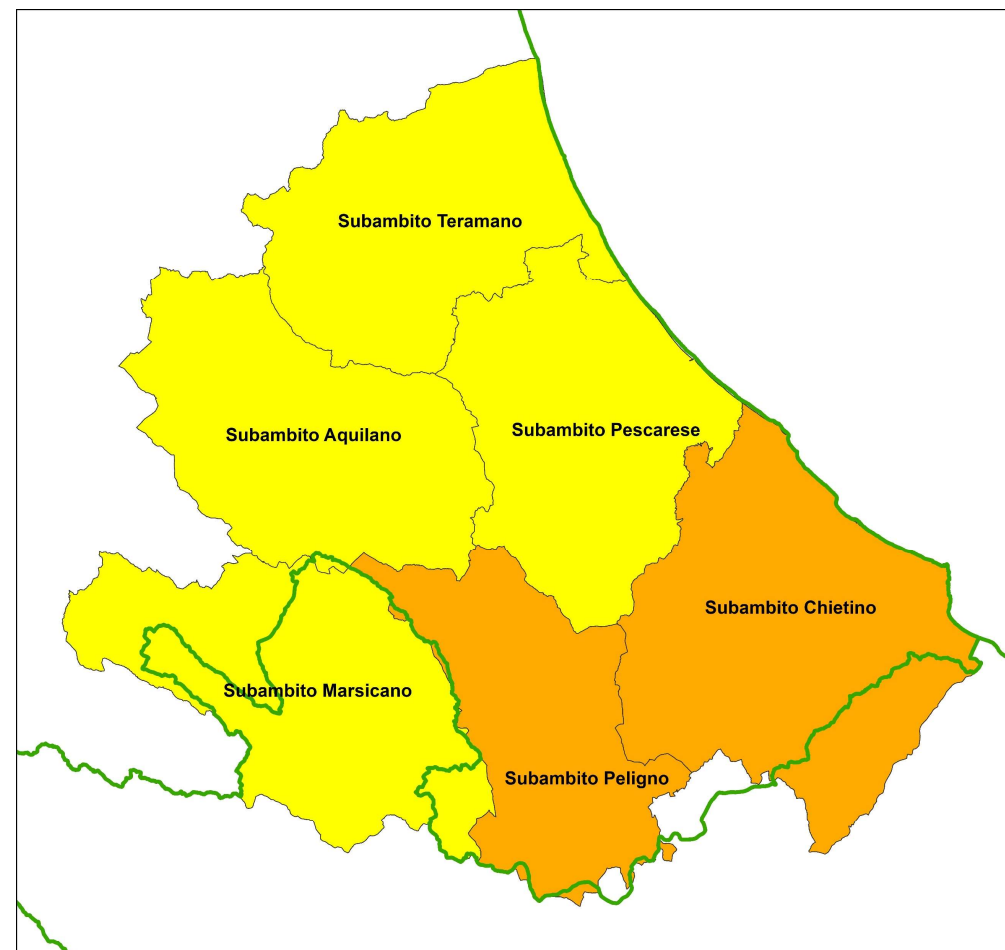 Subambito Teramano
Subambito Aquilano
Subambito Pescarese
Subambito Chietino
Subambito Marsicano
Subambito Peligno